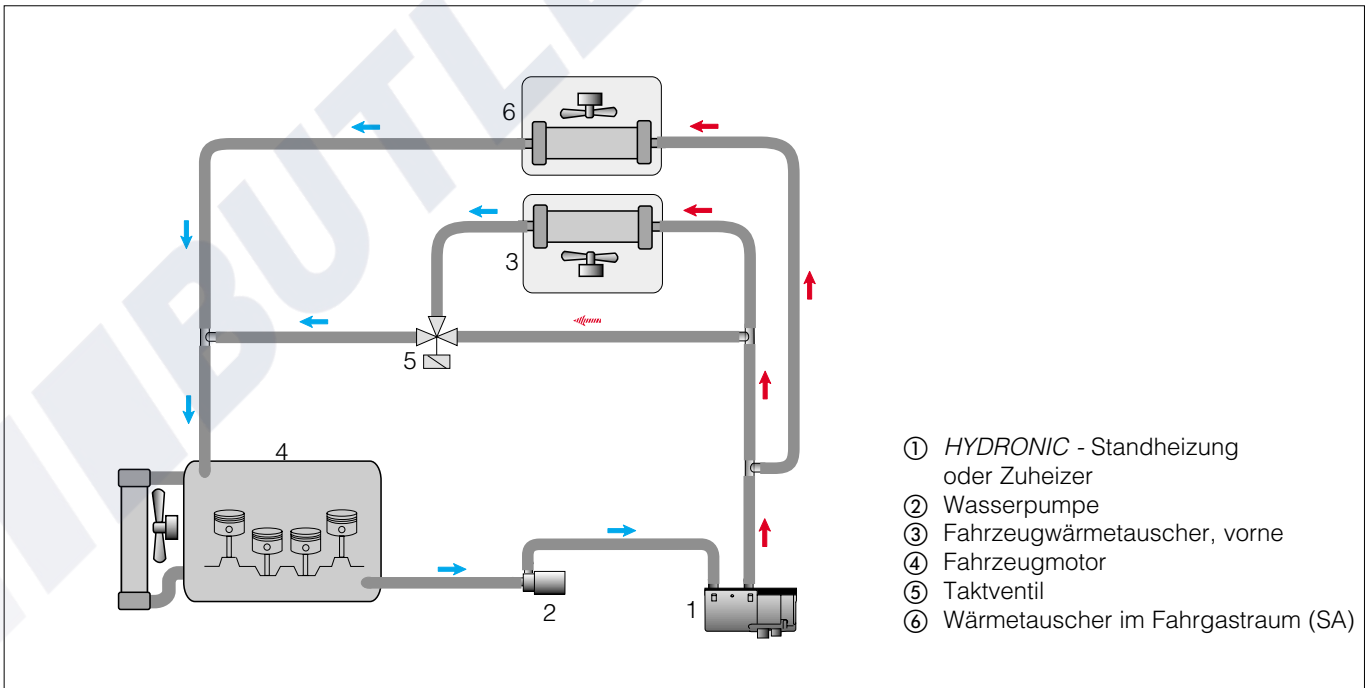 BUTL
6
3
5
4
2
1
① HYDRONIC - Standheizung
oder Zuheizer
② Wasserpumpe
③ Fahrzeugwärmetauscher, vorne
④ Fahrzeugmotor
⑤ Taktventil
⑥ Wärmetauscher im Fahrgastraum (SA)